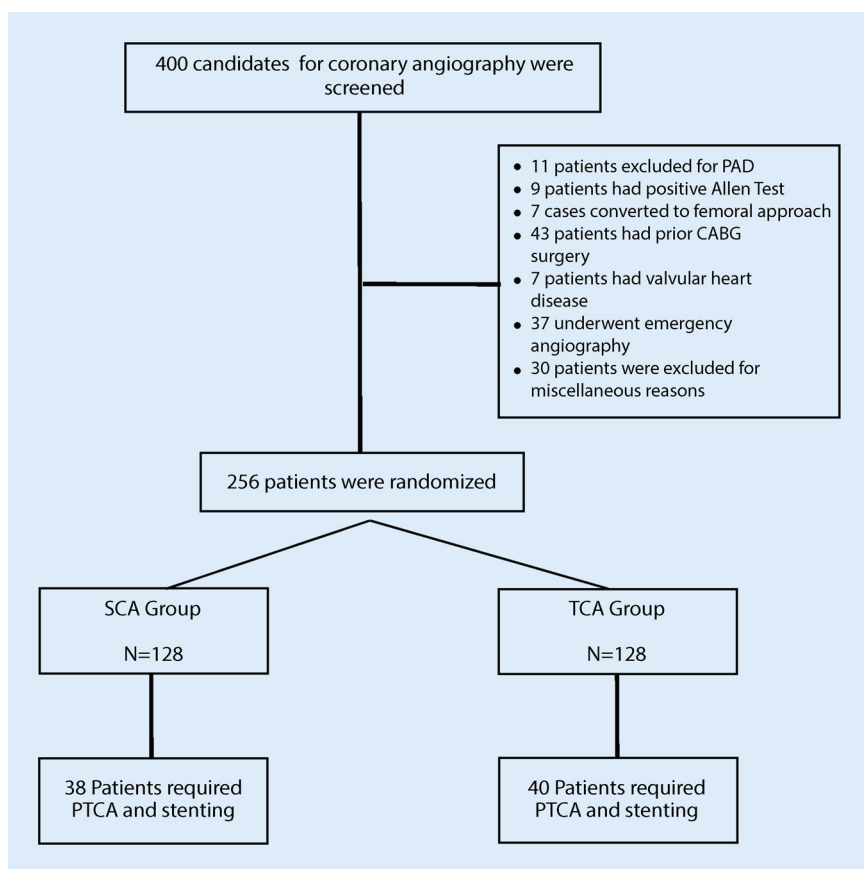 400 candidates for coronary angiography were
screened
• 11 patients excluded for PAD
• 9 patients had positive Allen Test
• 7 cases converted to femoral approach
• 43 patients had prior CABG
surgery
• 7 patients had valvular heart
disease
• 37 underwent emergency
angiography
• 30 patients were excluded for
miscellaneous reasons
256 patients were randomized
SCA Group
N=128
TCA Group
N=128
38 Patients required
PTCA and stenting
40 Patients required
PTCA and stenting